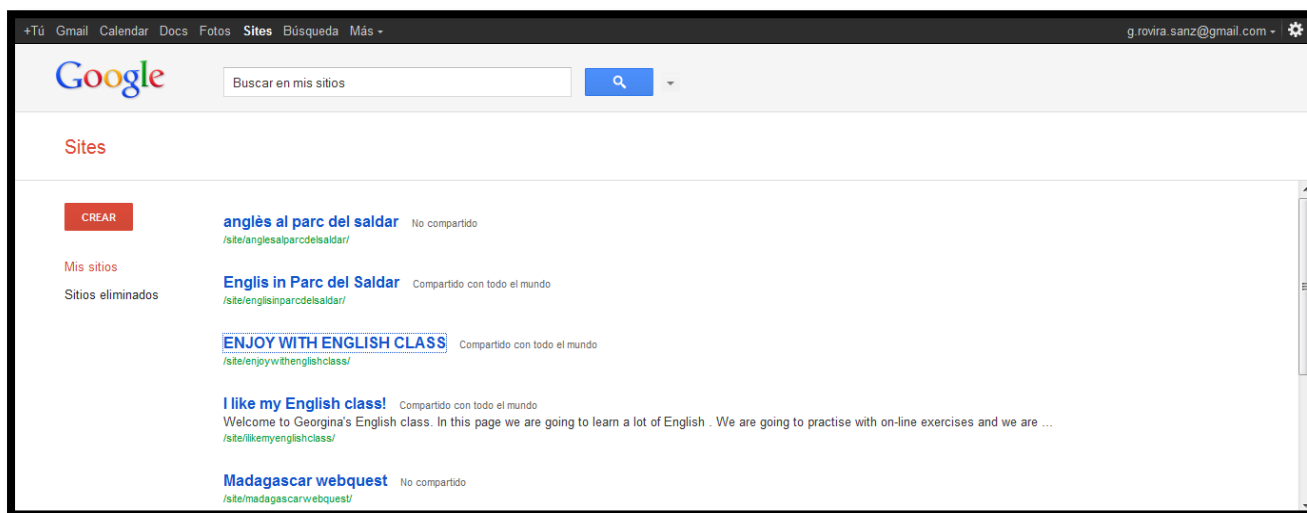 +Tú Gmail Calendar Docs Fotos Sites Búsqueda Más
g.rovira.sanz@gmail.com
Google
Buscar en mis sitios
Sites
CREAR
Mis sitios
Sitios eliminados
anglès al parc del saldar No compartido
/site/anglesalparcdelsaldar/
Englis in Parc del Saldar Compartido con todo el mundo
/site/englisinparcdelsaldar/
ENJOY WITH ENGLISH CLASS Compartido con todo el mundo
/site/enjoywithenglishclass/
I like my English class! Compartido con todo el mundo
Welcome to Georgina's English class. In this page we are going to learn a lot of English . We are going to practise with on-line exercises and we are ...
/site/ilikemyenglishclass/
Madagascar webquest No compartido
/site/madagascarwebquest/